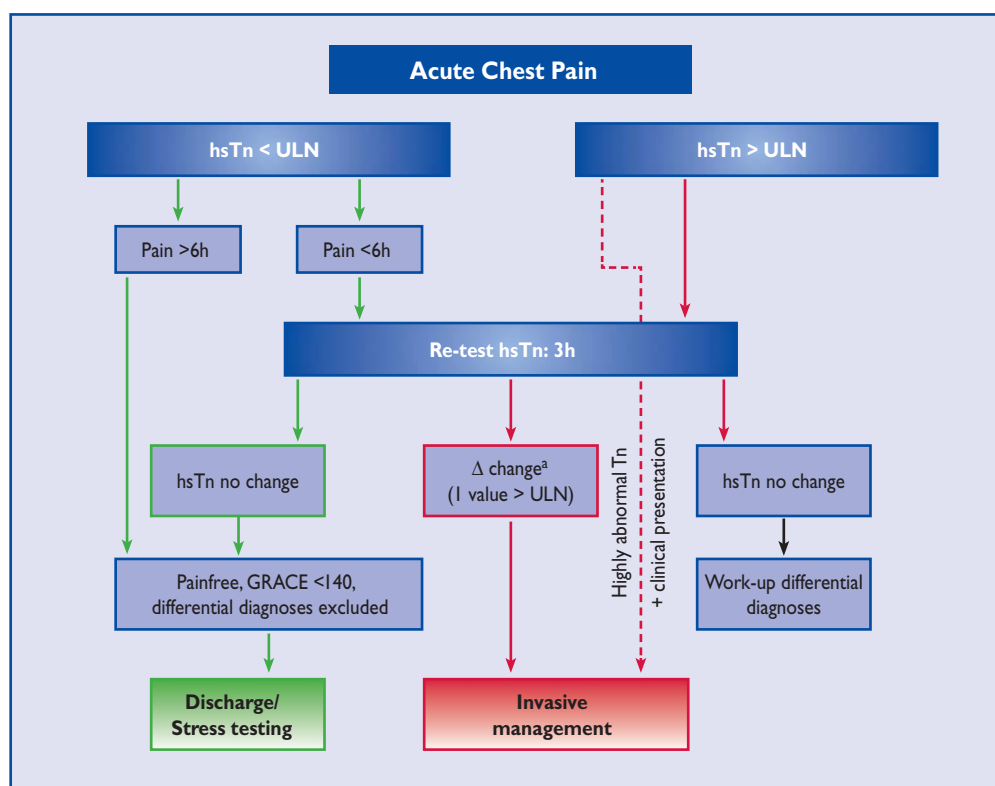 Acute Chest Pain
hsTn < ULN
hsTn > ULN
Pain >6h
Pain <6h
Re-test hsTn: 3h
hsTn no change
Δ changeᵃ
(1 value > ULN)
Highly abnormal Tn
+ clinical presentation
hsTn no change
Painfree, GRACE <140,
differential diagnoses excluded
Work-up differential
diagnoses
Discharge/
Stress testing
Invasive
management